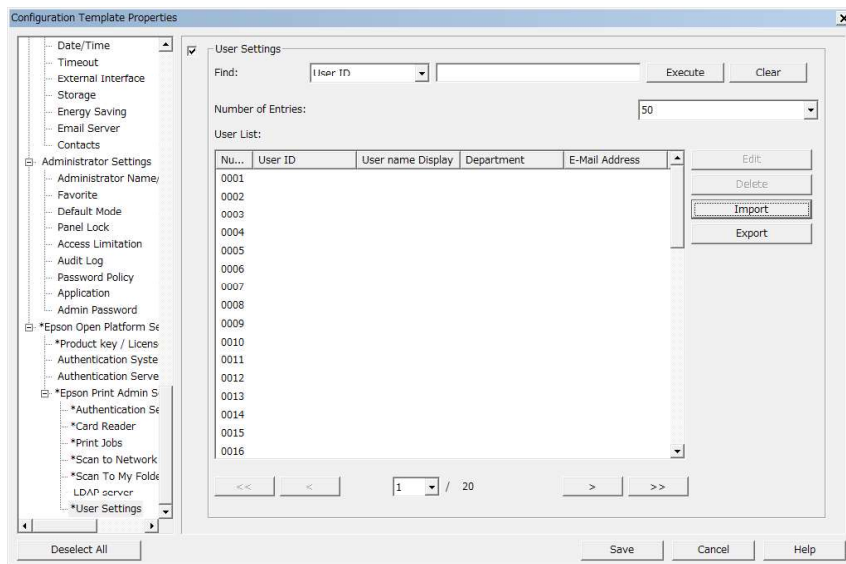 Configuration Template Properties
Date/Time
Timeout
External Interface
Storage
Energy Saving
Email Server
Contacts
Administrator Settings
Administrator Name/
Favorite
Default Mode
Panel Lock
Access Limitation
Audit Log
Password Policy
Application
Admin Password
*Epson Open Platform Se
*Product key / Licens
Authentication Syste
Authentication Serve
*Epson Print Admin S
*Authentication Se
*Card Reader
*Print Jobs
*Scan to Network
*Scan To My Folde
LDAP server
*User Settings
User Settings
Find: User ID Execute Clear
Number of Entries: 50
User List:
Nu... User ID User name Display Department E-Mail Address
0001
0002
0003
0004
0005
0006
0007
0008
0009
0010
0011
0012
0013
0014
0015
0016
Edit
Delete
Import
Export
<< < 1 / 20 > >>
Deselect All Save Cancel Help